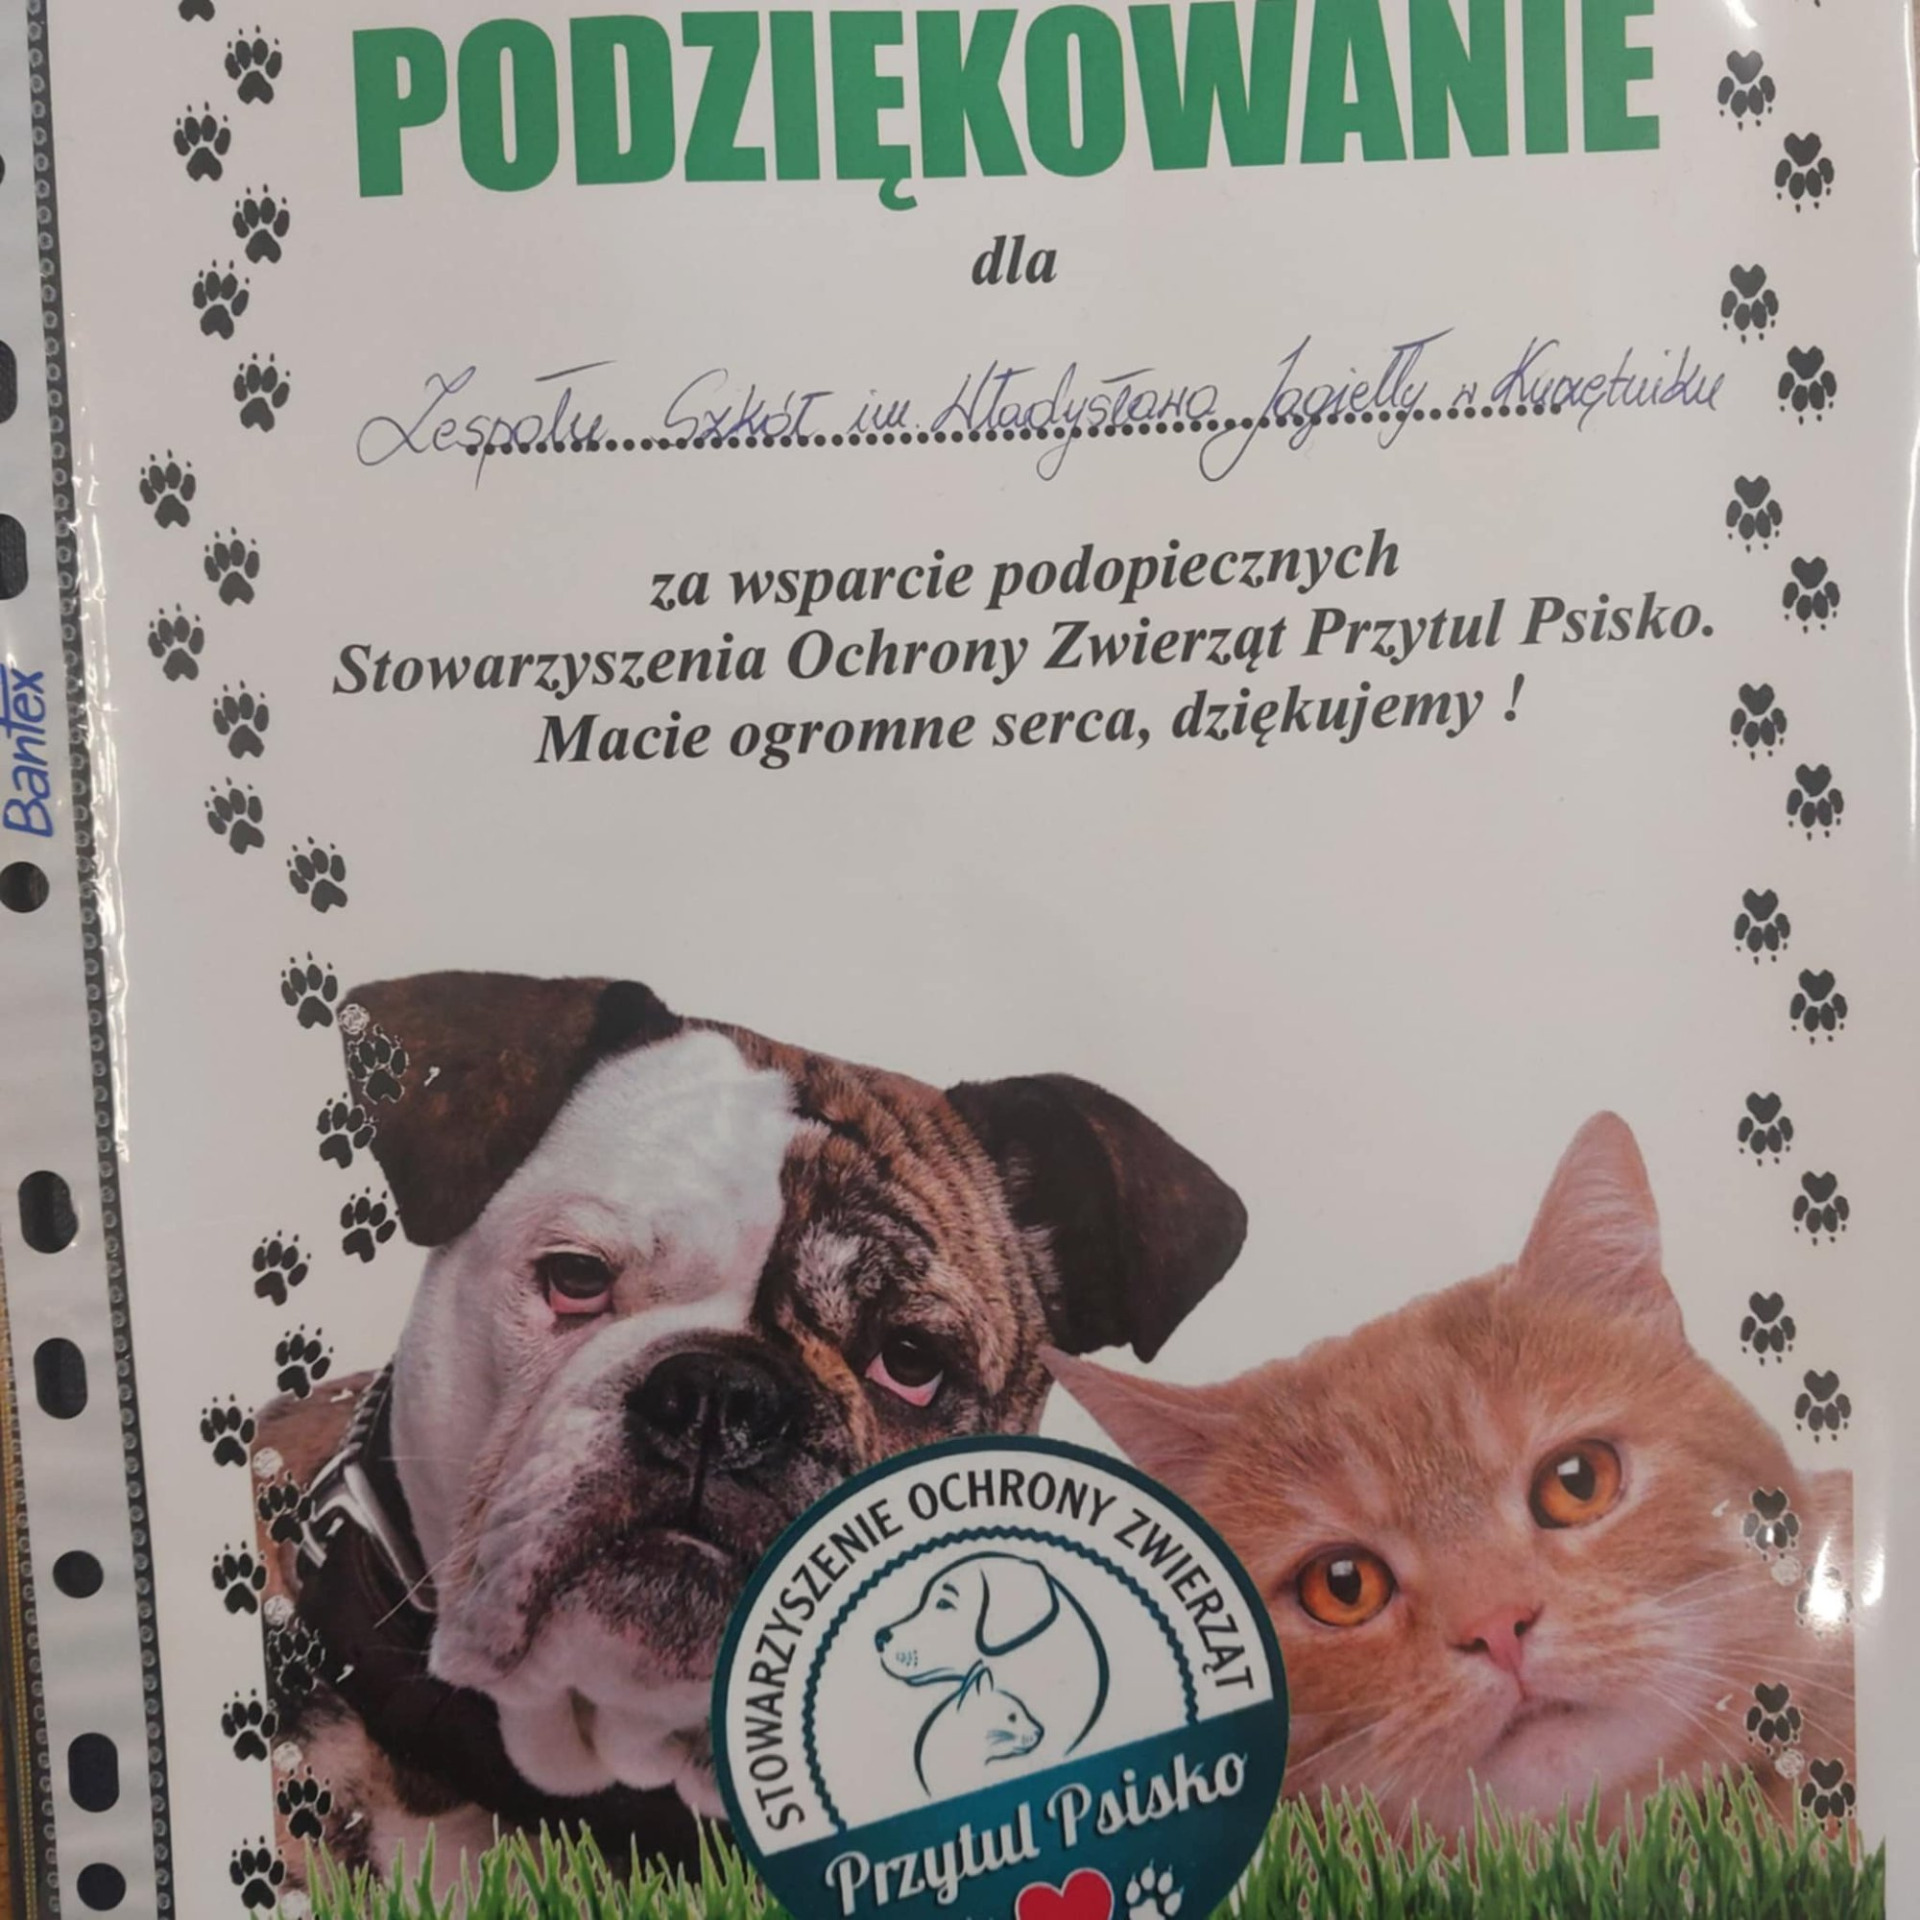 PODZIĘKOWANIE
dla
Zespołu Szkół im. Władysława Jagiełły w Kurzętniku
za wsparcie podopiecznych
Stowarzyszenia Ochrony Zwierząt Przytul Psisko.
Macie ogromne serca, dziękujemy !
Bantex
STOWARZYSZENIE OCHRONY ZWIERZĄT
Przytul Psisko